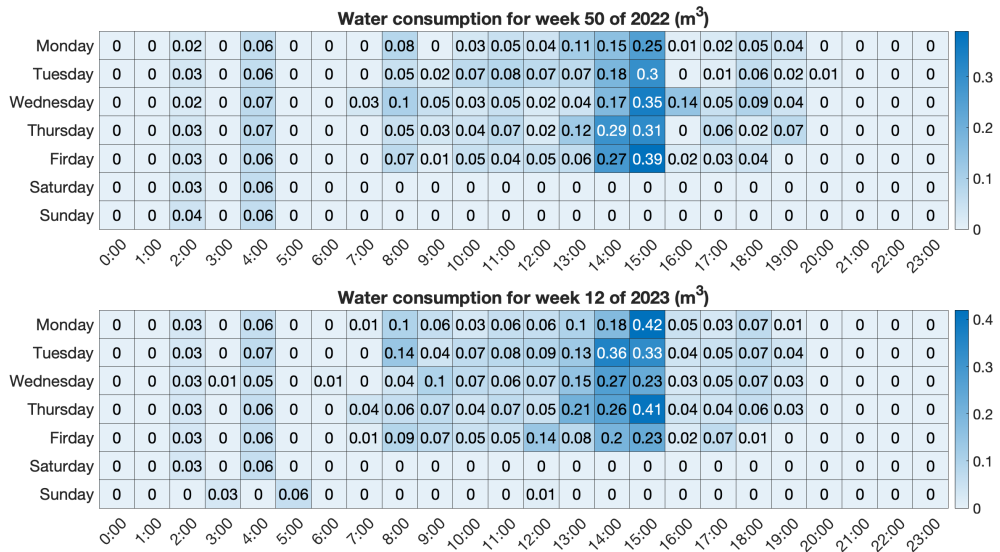 Water consumption for week 50 of 2022 (m³)
Monday 0 0 0.02 0 0.06 0 0 0 0.08 0 0.03 0.05 0.04 0.11 0.15 0.25 0.01 0.02 0.05 0.04 0 0 0 0
Tuesday 0 0 0.03 0 0.06 0 0 0 0.05 0.02 0.07 0.08 0.07 0.07 0.18 0.3 0 0.01 0.06 0.02 0.01 0 0 0
Wednesday 0 0 0.02 0 0.07 0 0 0.03 0.1 0.05 0.03 0.05 0.02 0.04 0.17 0.35 0.14 0.05 0.09 0.04 0 0 0 0
Thursday 0 0 0.03 0 0.07 0 0 0 0.05 0.03 0.04 0.07 0.02 0.12 0.29 0.31 0 0.06 0.02 0.07 0 0 0 0
Firday 0 0 0.03 0 0.06 0 0 0 0.07 0.01 0.05 0.04 0.05 0.06 0.27 0.39 0.02 0.03 0.04 0 0 0 0 0
Saturday 0 0 0.03 0 0.06 0 0 0 0 0 0 0 0 0 0 0 0 0 0 0 0 0 0 0
Sunday 0 0 0.04 0 0.06 0 0 0 0 0 0 0 0 0 0 0 0 0 0 0 0 0 0 0
0:00 1:00 2:00 3:00 4:00 5:00 6:00 7:00 8:00 9:00 10:00 11:00 12:00 13:00 14:00 15:00 16:00 17:00 18:00 19:00 20:00 21:00 22:00 23:00
0.3
0.2
0.1
0
Water consumption for week 12 of 2023 (m³)
Monday 0 0 0.03 0 0.06 0 0 0.01 0.1 0.06 0.03 0.06 0.06 0.1 0.18 0.42 0.05 0.03 0.07 0.01 0 0 0 0
Tuesday 0 0 0.03 0 0.07 0 0 0 0.14 0.04 0.07 0.08 0.09 0.13 0.36 0.33 0.04 0.05 0.07 0.04 0 0 0 0
Wednesday 0 0 0.03 0.01 0.05 0 0.01 0 0.04 0.1 0.07 0.06 0.07 0.15 0.27 0.23 0.03 0.05 0.07 0.03 0 0 0 0
Thursday 0 0 0.03 0 0.06 0 0 0.04 0.06 0.07 0.04 0.07 0.05 0.21 0.26 0.41 0.04 0.04 0.06 0.03 0 0 0 0
Firday 0 0 0.03 0 0.06 0 0 0.01 0.09 0.07 0.05 0.05 0.14 0.08 0.2 0.23 0.02 0.07 0.01 0 0 0 0 0
Saturday 0 0 0.03 0 0.06 0 0 0 0 0 0 0 0 0 0 0 0 0 0 0 0 0 0 0
Sunday 0 0 0 0.03 0 0.06 0 0 0 0 0 0 0.01 0 0 0 0 0 0 0 0 0 0 0
0:00 1:00 2:00 3:00 4:00 5:00 6:00 7:00 8:00 9:00 10:00 11:00 12:00 13:00 14:00 15:00 16:00 17:00 18:00 19:00 20:00 21:00 22:00 23:00
0.4
0.3
0.2
0.1
0